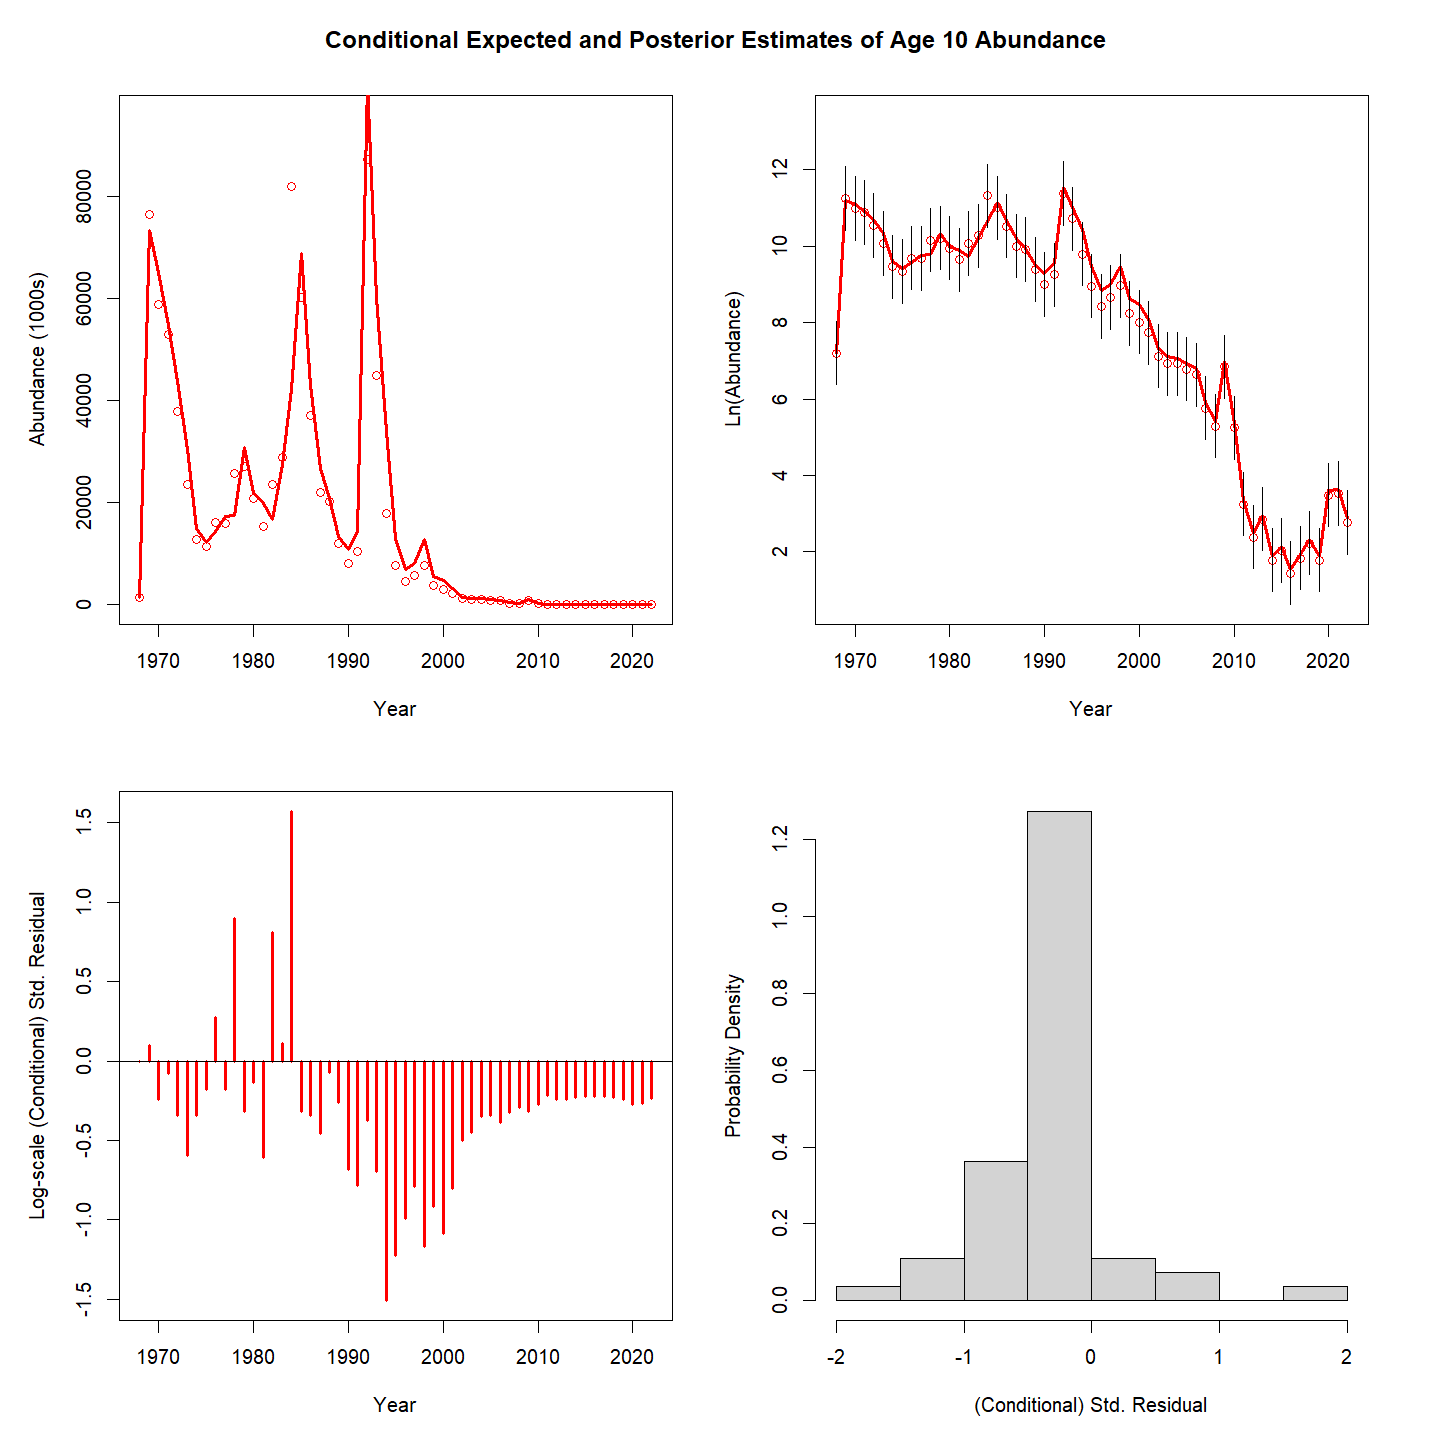 Conditional Expected and Posterior Estimates of Age 10 Abundance
Abundance (1000s)
0 20000 40000 60000 80000
1970 1980 1990 2000 2010 2020
Year
Ln(Abundance)
2 4 6 8 10 12
1970 1980 1990 2000 2010 2020
Year
Log-scale (Conditional) Std. Residual
-1.5 -1.0 -0.5 0.0 0.5 1.0 1.5
1970 1980 1990 2000 2010 2020
Year
Probability Density
0.0 0.2 0.4 0.6 0.8 1.0 1.2
-2 -1 0 1 2
(Conditional) Std. Residual